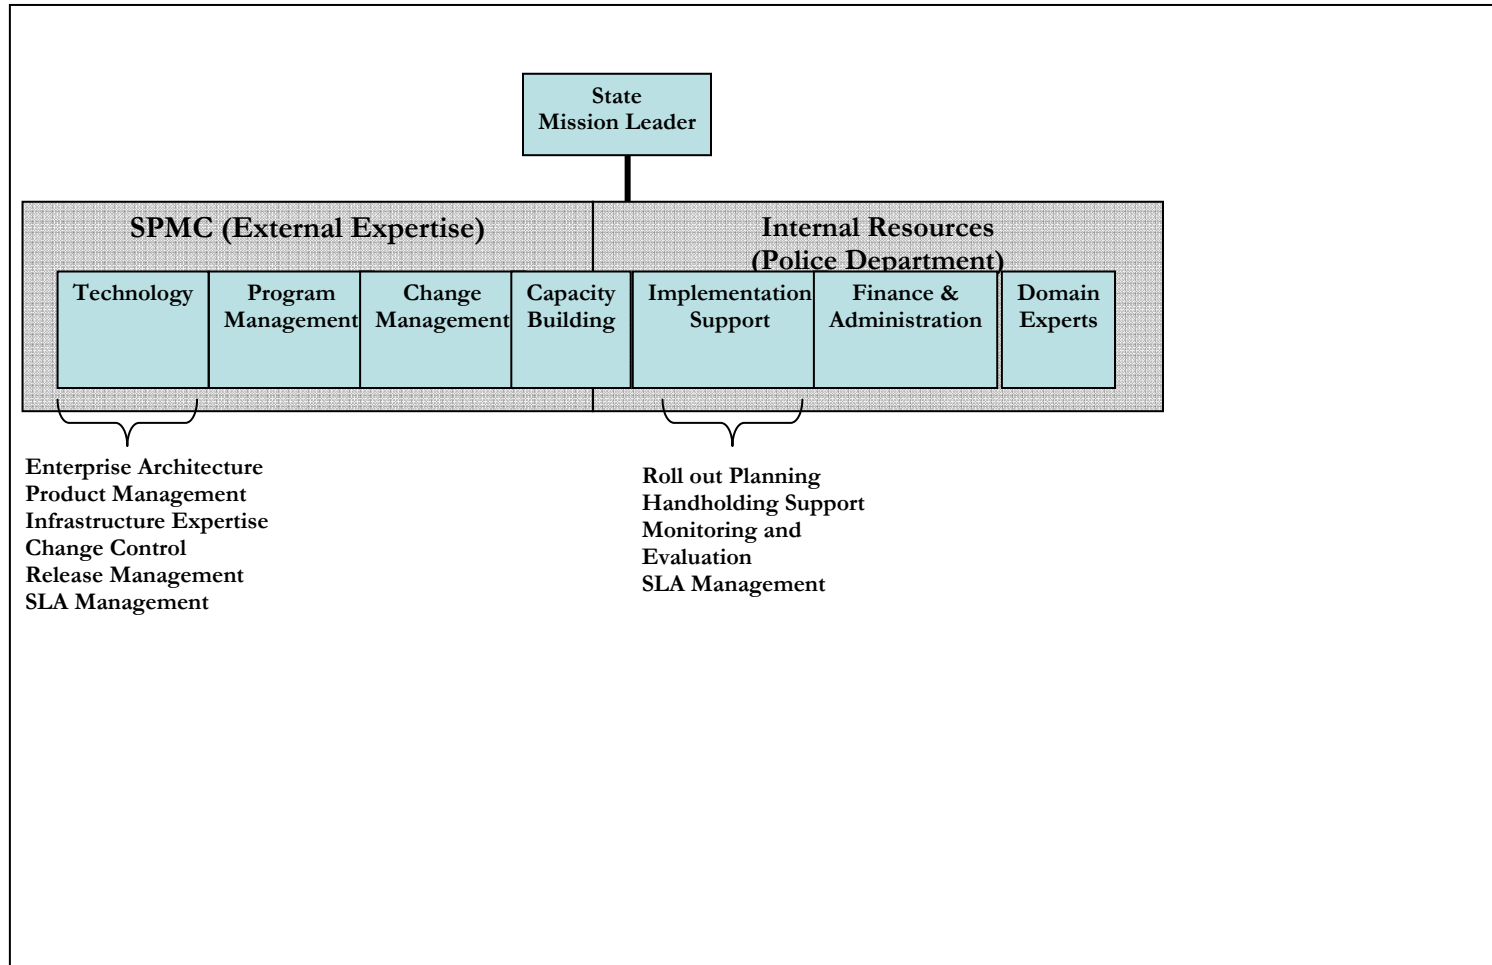 State
Mission Leader
SPMC (External Expertise)
Internal Resources
(Police Department)
Technology
Program
Management
Change
Management
Capacity
Building
Implementation
Support
Finance &
Administration
Domain
Experts
Enterprise Architecture
Product Management
Infrastructure Expertise
Change Control
Release Management
SLA Management
Roll out Planning
Handholding Support
Monitoring and
Evaluation
SLA Management